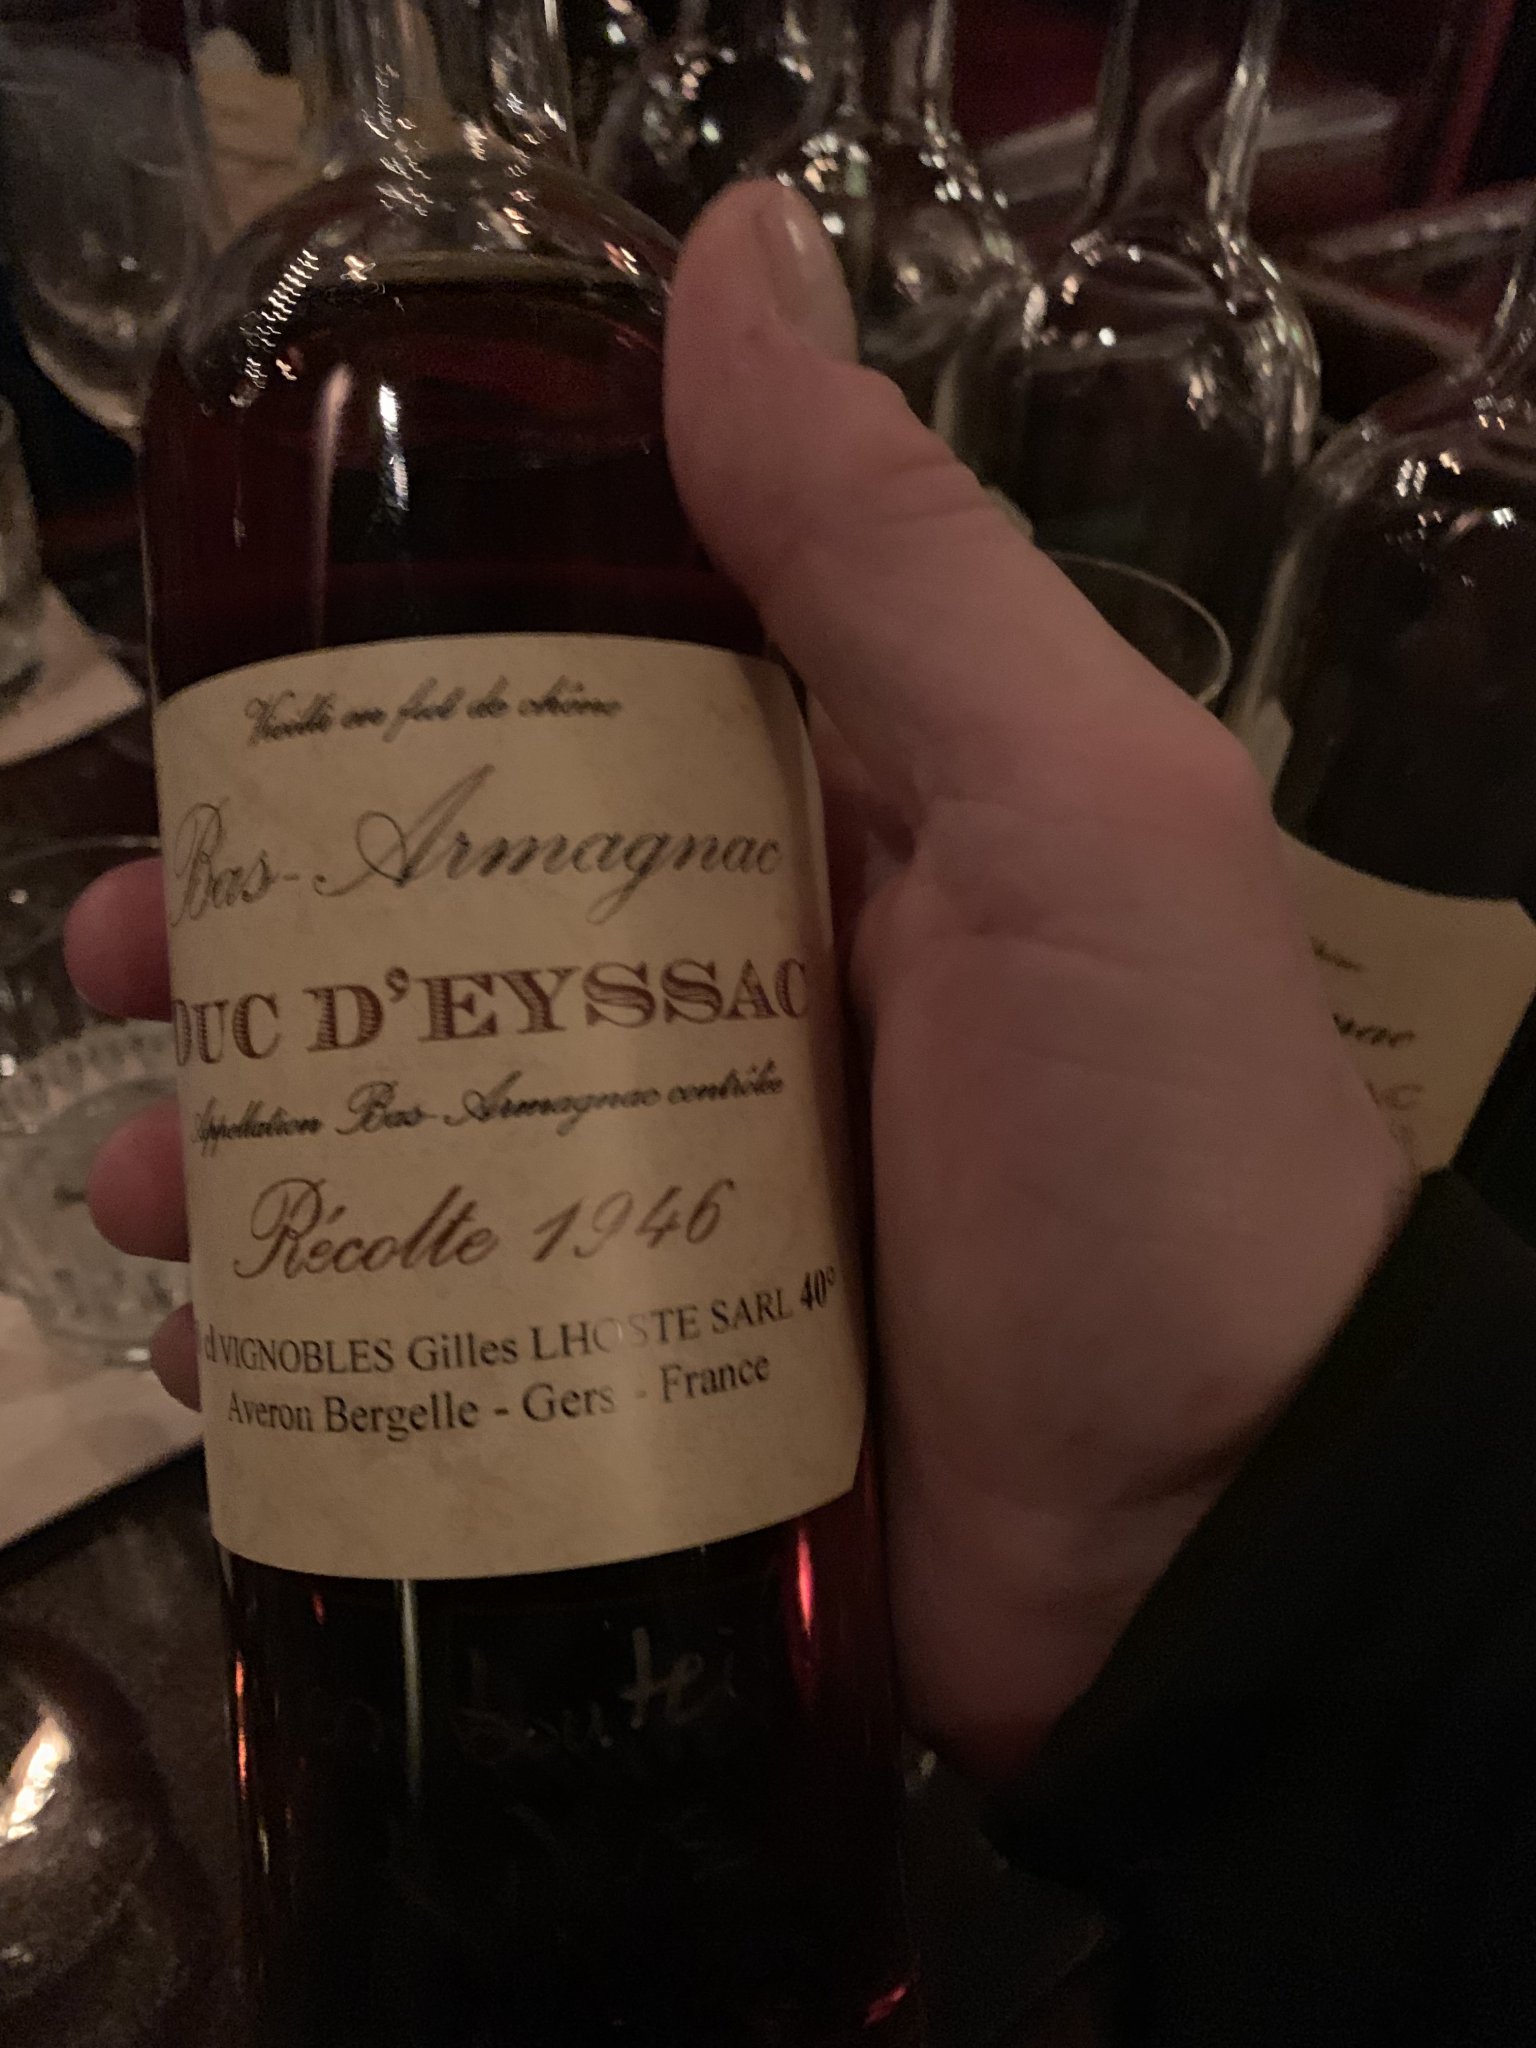 Vieilli en fût de chêne
Bas-Armagnac
DUC D'EYSSAC
Appellation Bas-Armagnac contrôlée
Récolte 1946
VIGNOBLES Gilles LHOSTE SARL 40°
Averon Bergelle - Gers - France